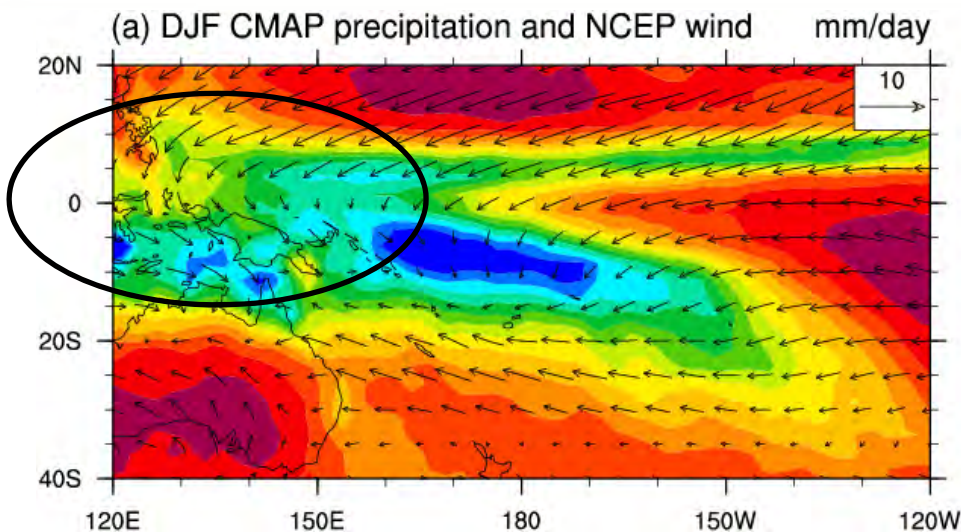 (a) DJF CMAP precipitation and NCEP wind mm/day
20N
10
0
20S
40S
120E 150E 180 150W 120W